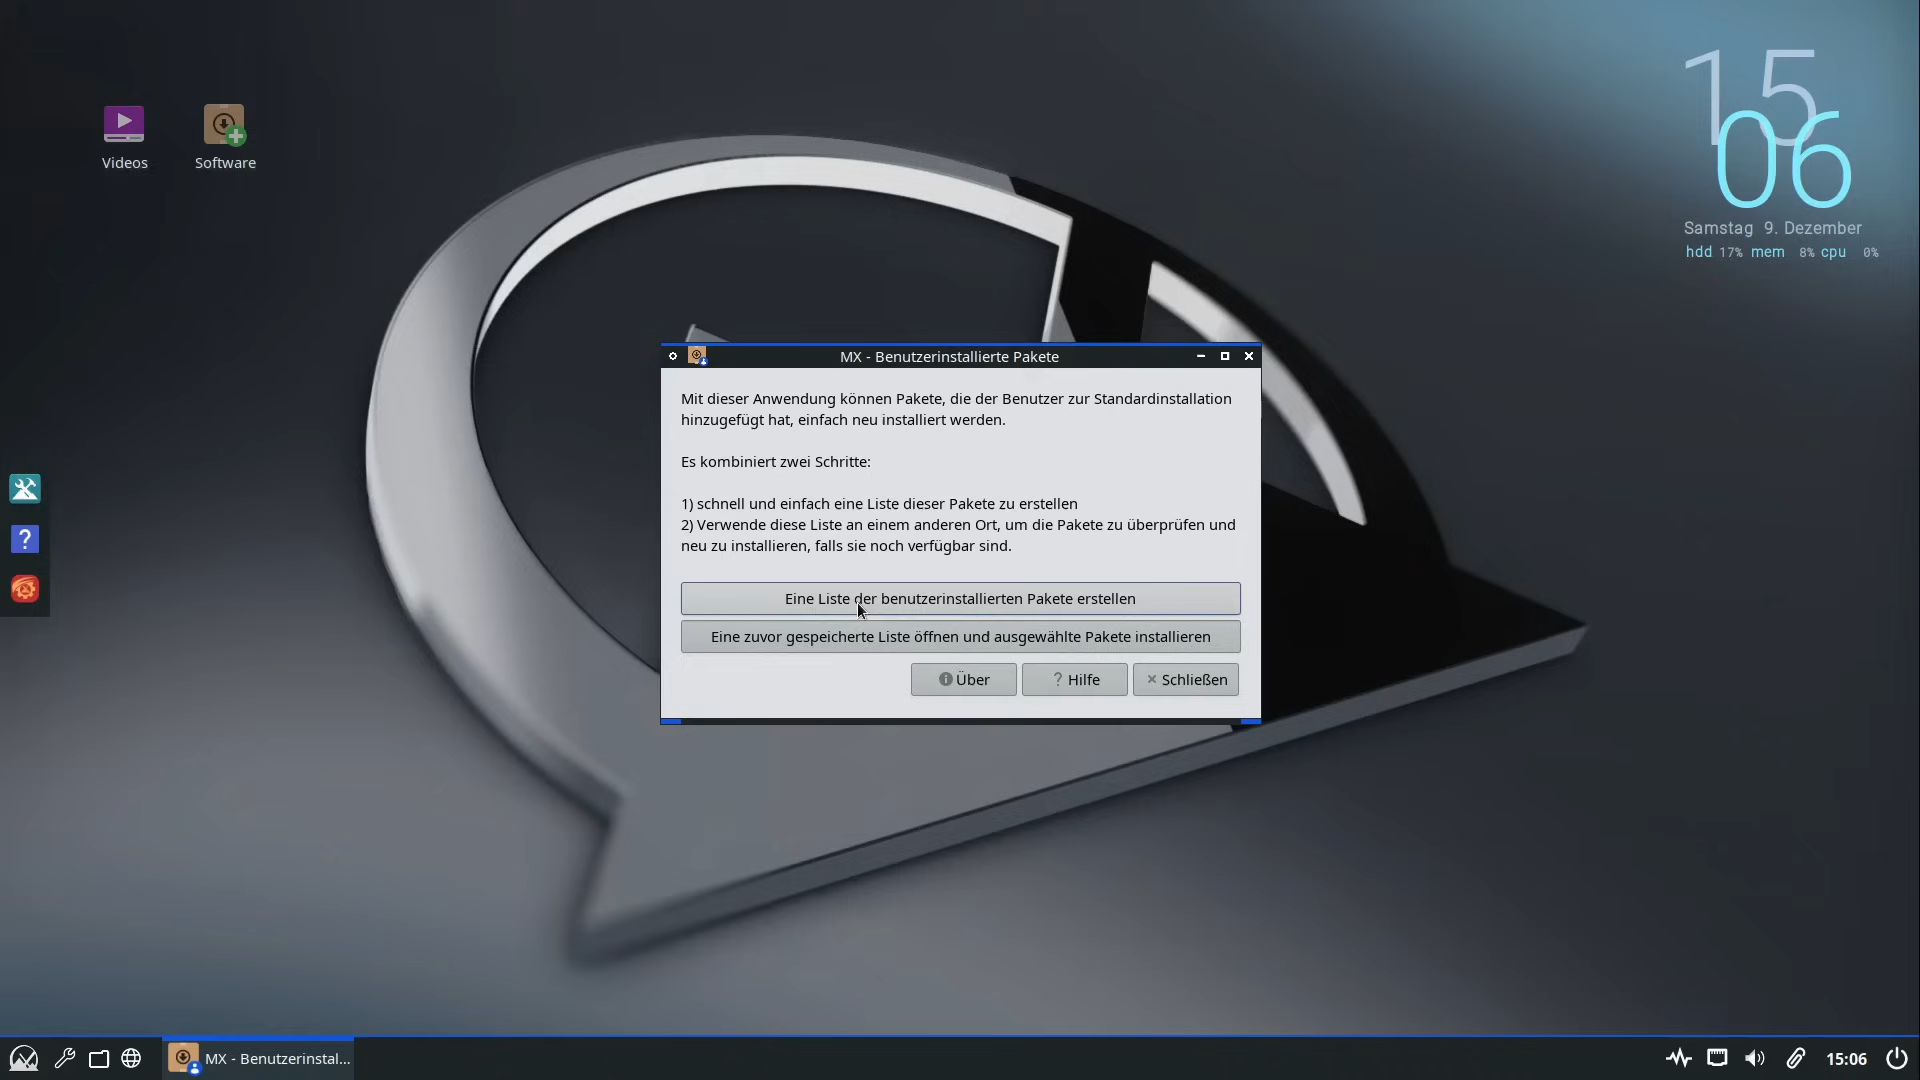 Videos
Software
15
06
Samstag 9. Dezember
hdd 17% mem 8% cpu 0%
MX - Benutzerinstallierte Pakete
Mit dieser Anwendung können Pakete, die der Benutzer zur Standardinstallation
hinzugefügt hat, einfach neu installiert werden.
Es kombiniert zwei Schritte:
1) schnell und einfach eine Liste dieser Pakete zu erstellen
2) Verwende diese Liste an einem anderen Ort, um die Pakete zu überprüfen und
neu zu installieren, falls sie noch verfügbar sind.
Eine Liste der benutzerinstallierten Pakete erstellen
Eine zuvor gespeicherte Liste öffnen und ausgewählte Pakete installieren
Über
? Hilfe
Schließen
?
MX - Benutzerinstal...
15:06